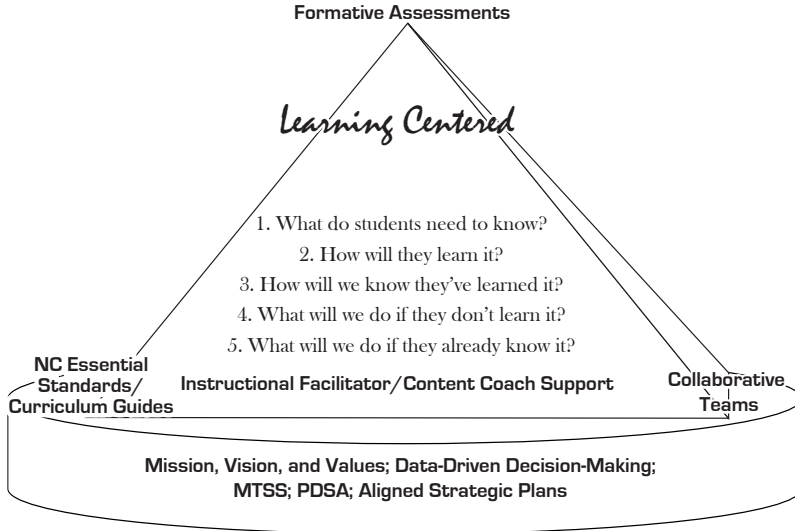 Formative Assessments
Learning Centered
1. What do students need to know?
2. How will they learn it?
3. How will we know they've learned it?
4. What will we do if they don't learn it?
5. What will we do if they already know it?
NC Essential
Standards/
Curriculum Guides
Instructional Facilitator/Content Coach Support
Collaborative
Teams
Mission, Vision, and Values; Data-Driven Decision-Making;
MTSS; PDSA; Aligned Strategic Plans